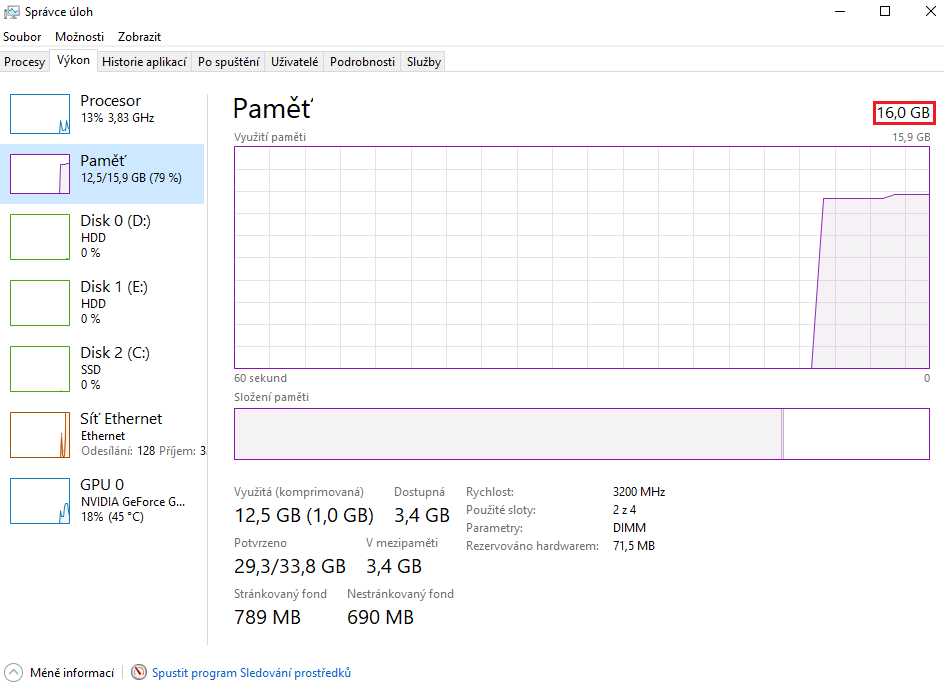 Správce úloh
Soubor Možnosti Zobrazit
Procesy Výkon Historie aplikací Po spuštění Uživatelé Podrobnosti Služby
Procesor
13% 3,83 GHz
Paměť
12,5/15,9 GB (79 %)
Disk 0 (D:)
HDD
0 %
Disk 1 (E:)
HDD
0 %
Disk 2 (C:)
SSD
0 %
Síť Ethernet
Ethernet
Odesílání: 128 Příjem: 3
GPU 0
NVIDIA GeForce G...
18% (45 °C)
Paměť 16,0 GB
Využití paměti 15,9 GB
60 sekund 0
Složení paměti
Využitá (komprimovaná) Dostupná
12,5 GB (1,0 GB) 3,4 GB
Potvrzeno V mezipaměti
29,3/33,8 GB 3,4 GB
Stránkovaný fond Nestránkovaný fond
789 MB 690 MB
Rychlost: 3200 MHz
Použité sloty: 2 z 4
Parametry: DIMM
Rezervováno hardwarem: 71,5 MB
Méně informací Spustit program Sledování prostředků